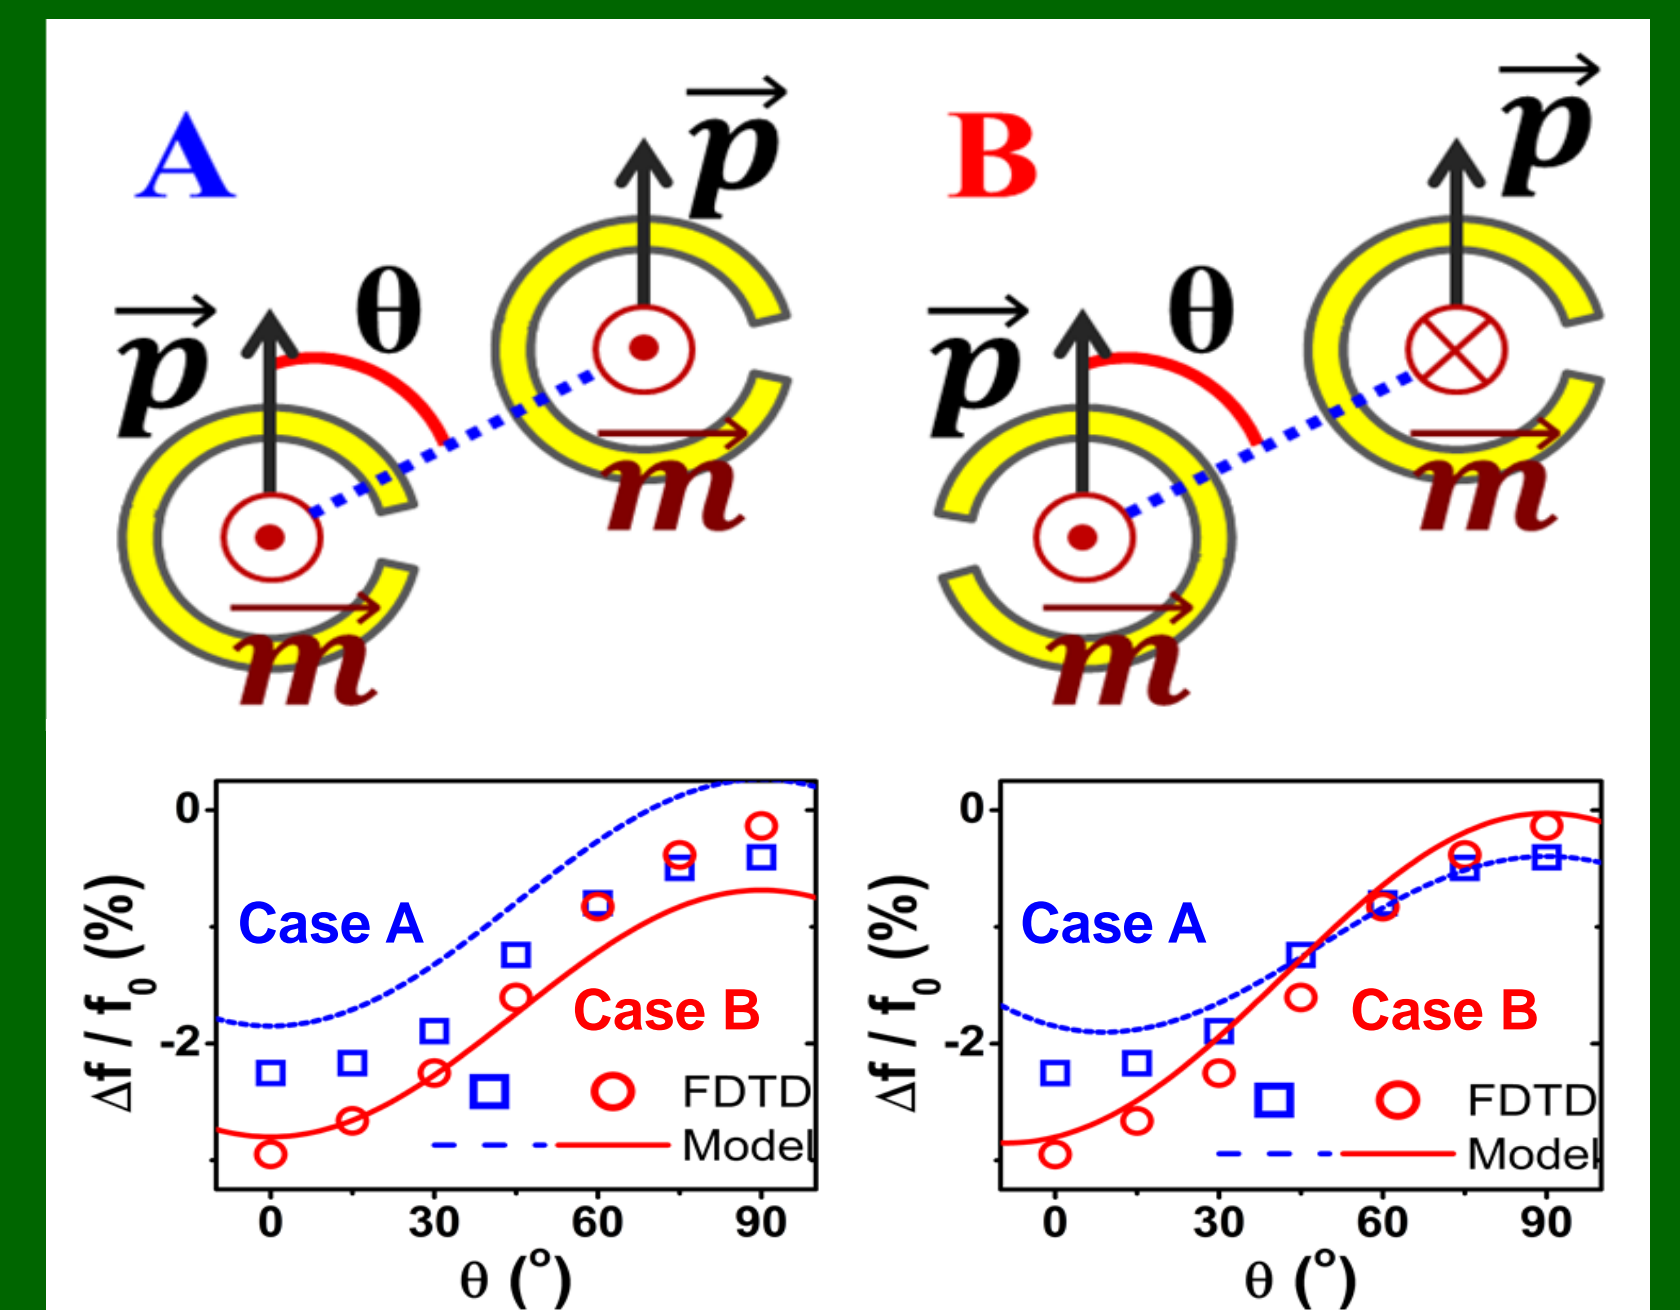 A
p
θ
p
m
m
B
p
θ
p
m
m
0
-2
Δf / f0 (%)
Case A
Case B
FDTD
Model
0 30 60 90
θ (o)
0
-2
Δf / f0 (%)
Case A
Case B
FDTD
Model
0 30 60 90
θ (o)